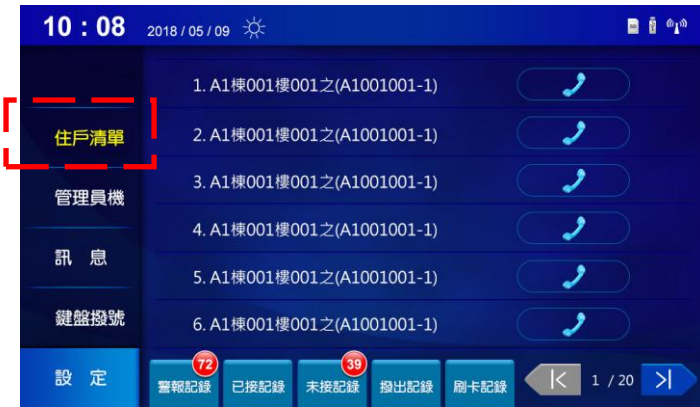 10：08 2018 / 05 / 09
住戶清單
管理員機
訊 息
鍵盤撥號
設 定
1. A1棟001樓001之(A1001001-1)
2. A1棟001樓001之(A1001001-1)
3. A1棟001樓001之(A1001001-1)
4. A1棟001樓001之(A1001001-1)
5. A1棟001樓001之(A1001001-1)
6. A1棟001樓001之(A1001001-1)
72
警報記錄
已接記錄
39
未接記錄
撥出記錄
刷卡記錄
1 / 20